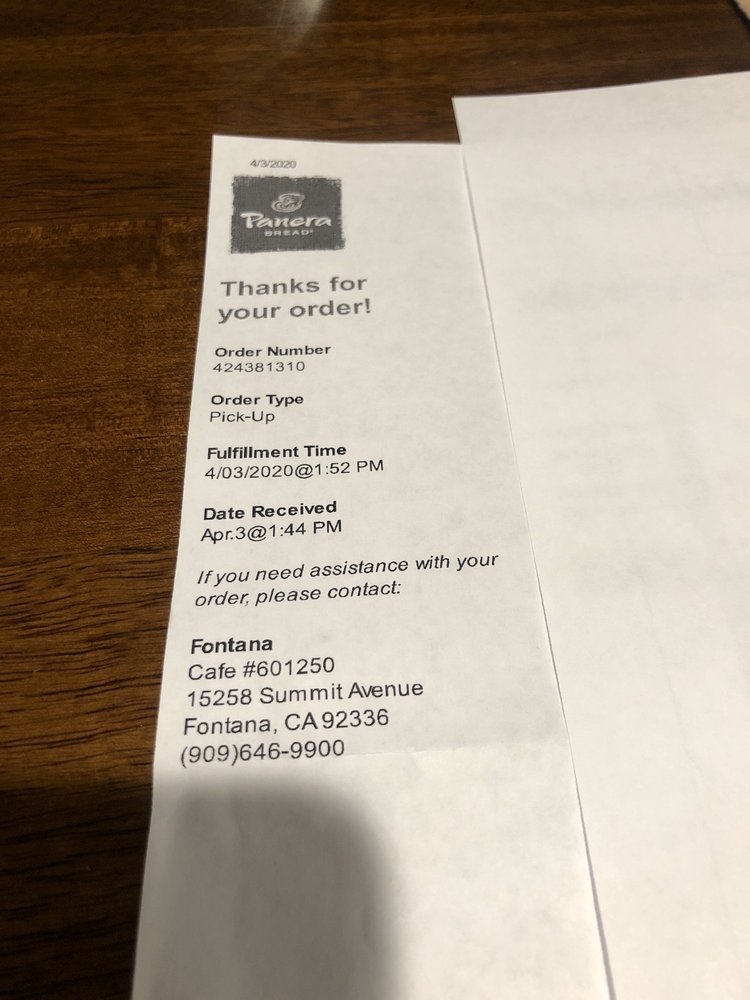 4/3/2020
Panera
BREAD®
Thanks for
your order!
Order Number
424381310
Order Type
Pick-Up
Fulfillment Time
4/03/2020@1:52 PM
Date Received
Apr.3@1:44 PM
If you need assistance with your
order, please contact:
Fontana
Cafe #601250
15258 Summit Avenue
Fontana, CA 92336
(909)646-9900